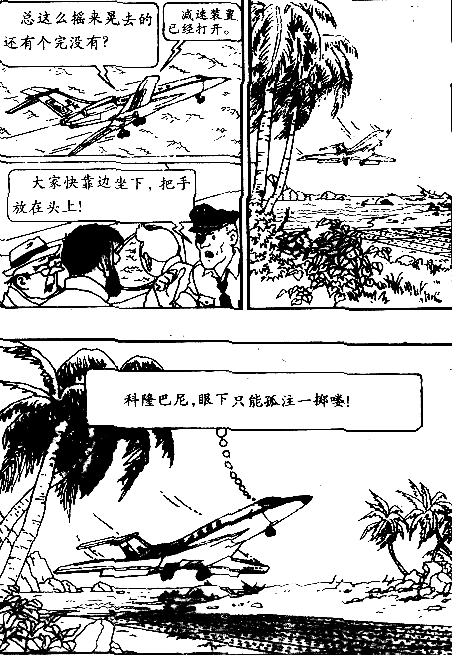 总这么摇来晃去的
还有个完没有？
减速装置
已经打开。
大家快靠边坐下，把手
放在头上！
科隆巴尼，眼下只能孤注一掷喽！